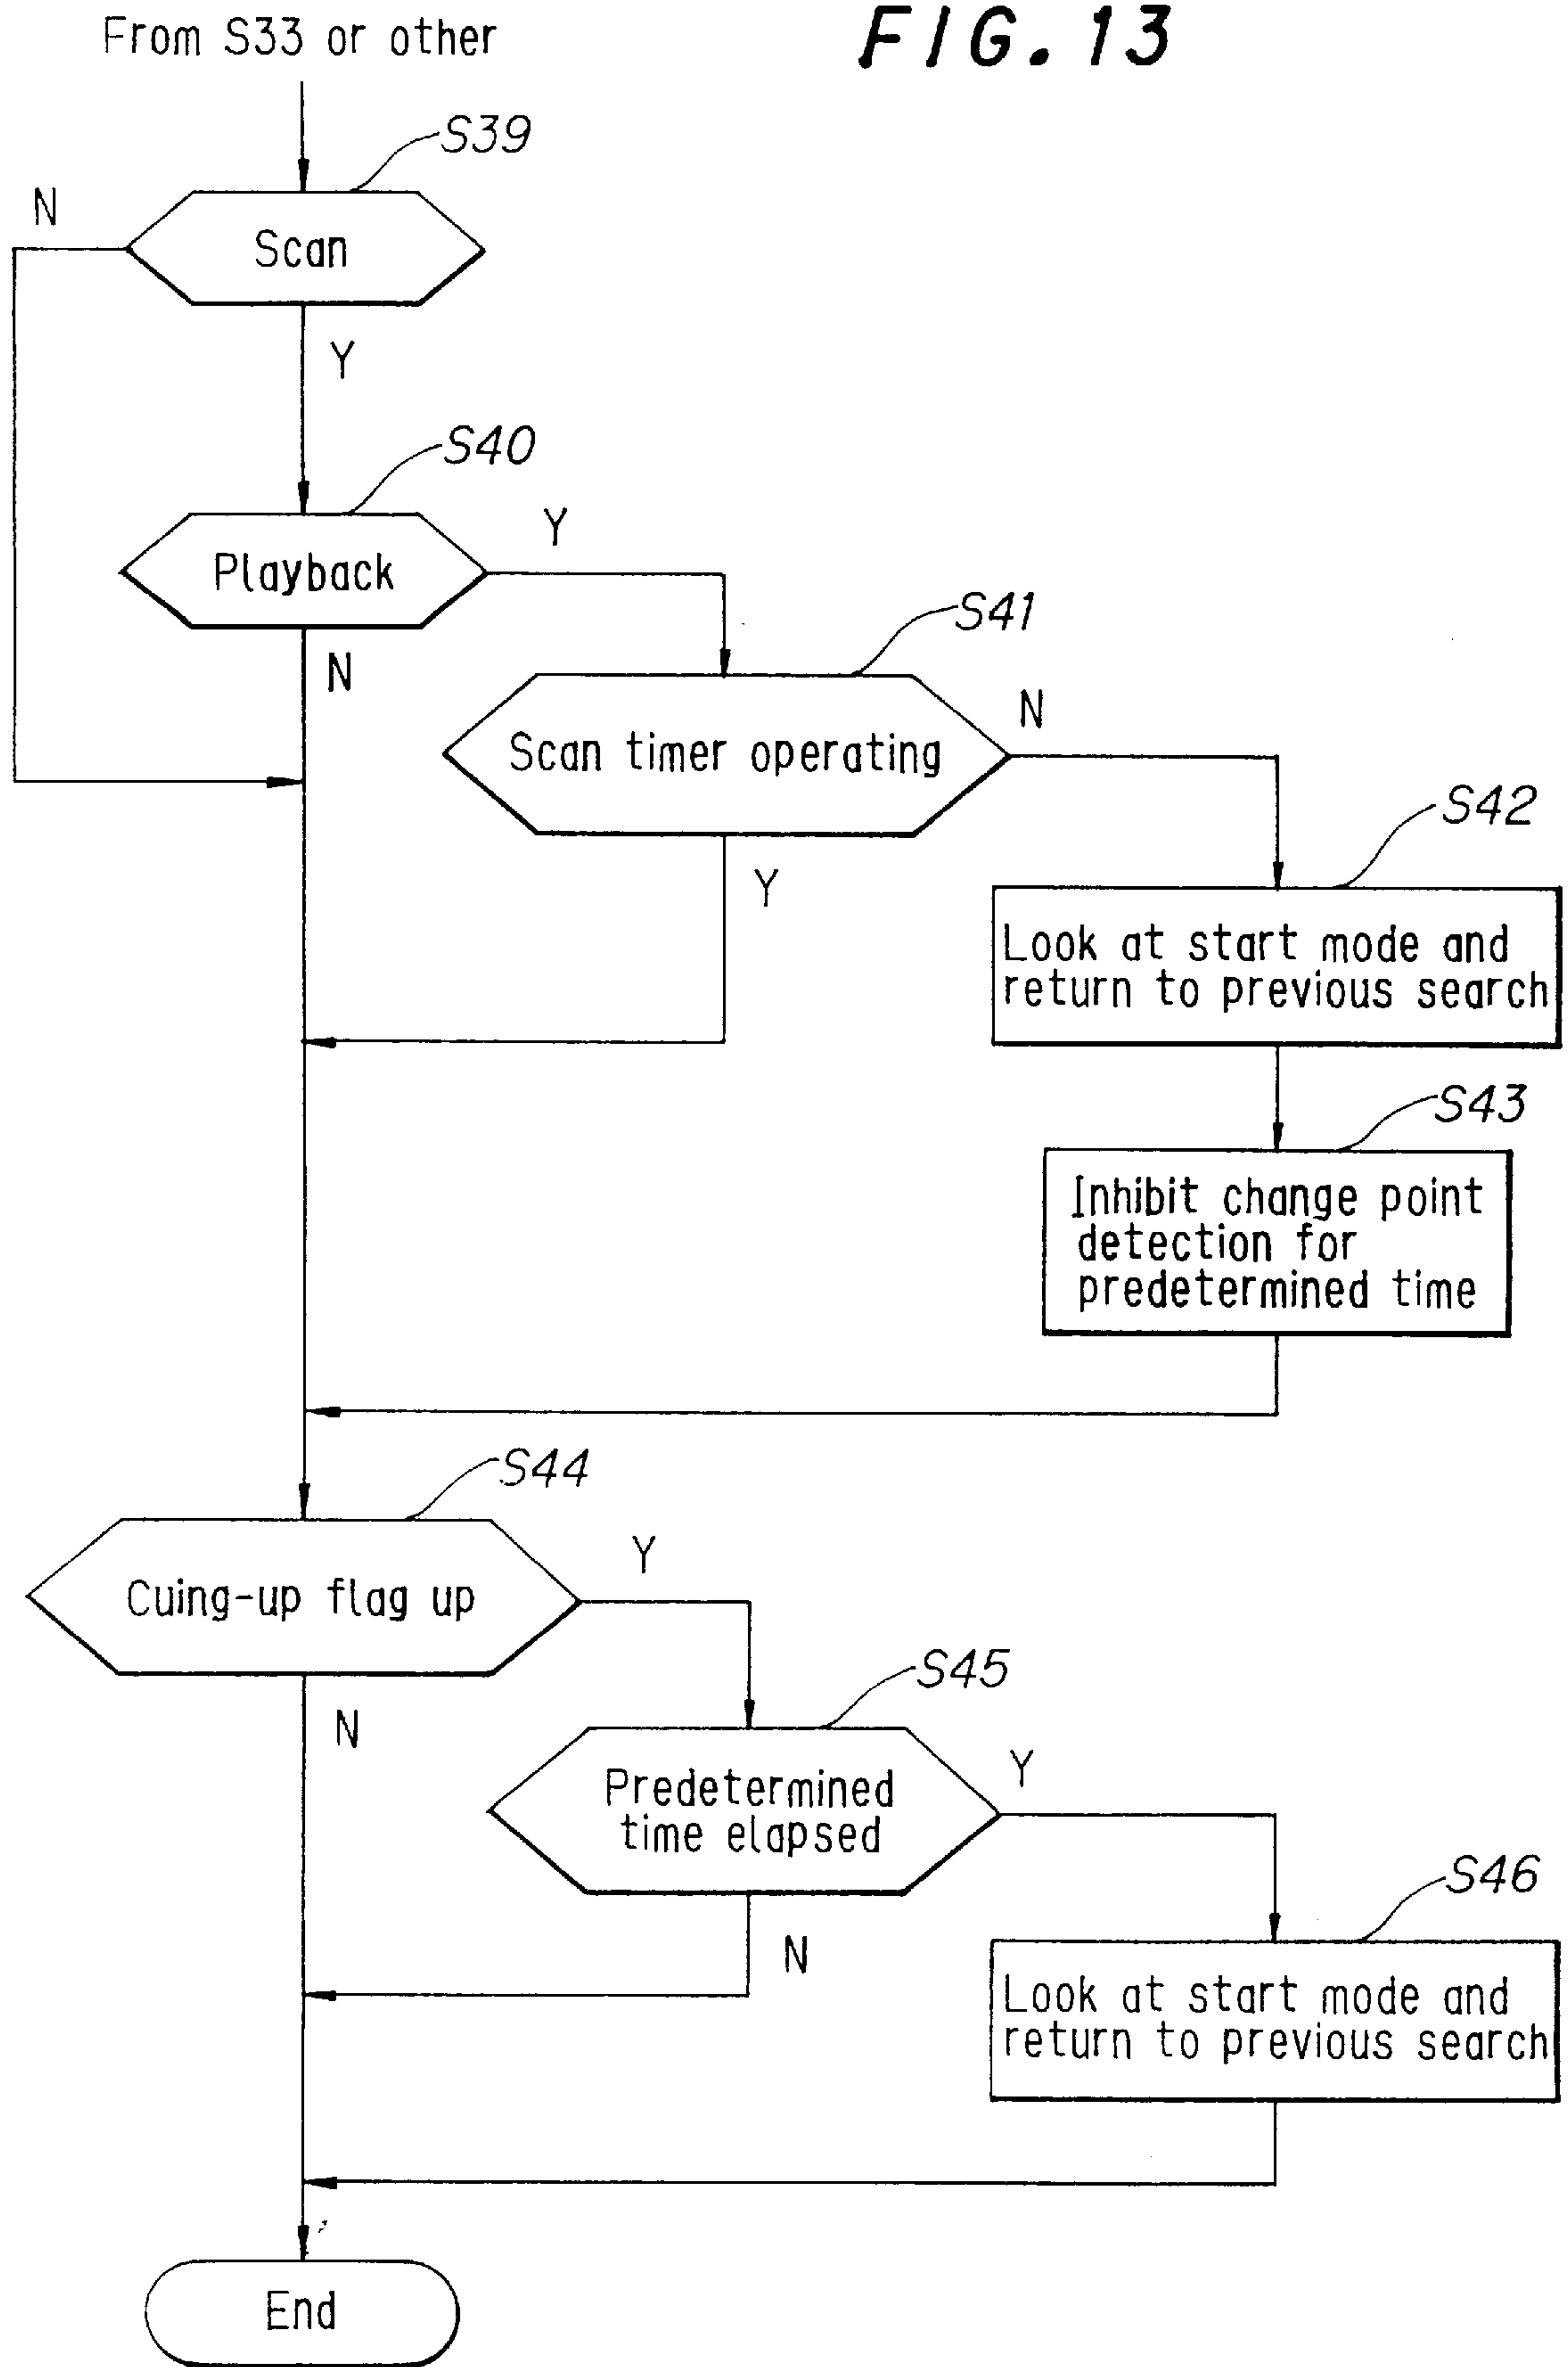 From S33 or other
FIG. 13
S39
N
Scan
Y
S40
Y
Playback
S41
N
N
Scan timer operating
S42
Y
Look at start mode and
return to previous search
S43
Inhibit change point
detection for
predetermined time
S44
Y
Cuing-up flag up
S45
N
Y
Predetermined
time elapsed
S46
N
Look at start mode and
return to previous search
End